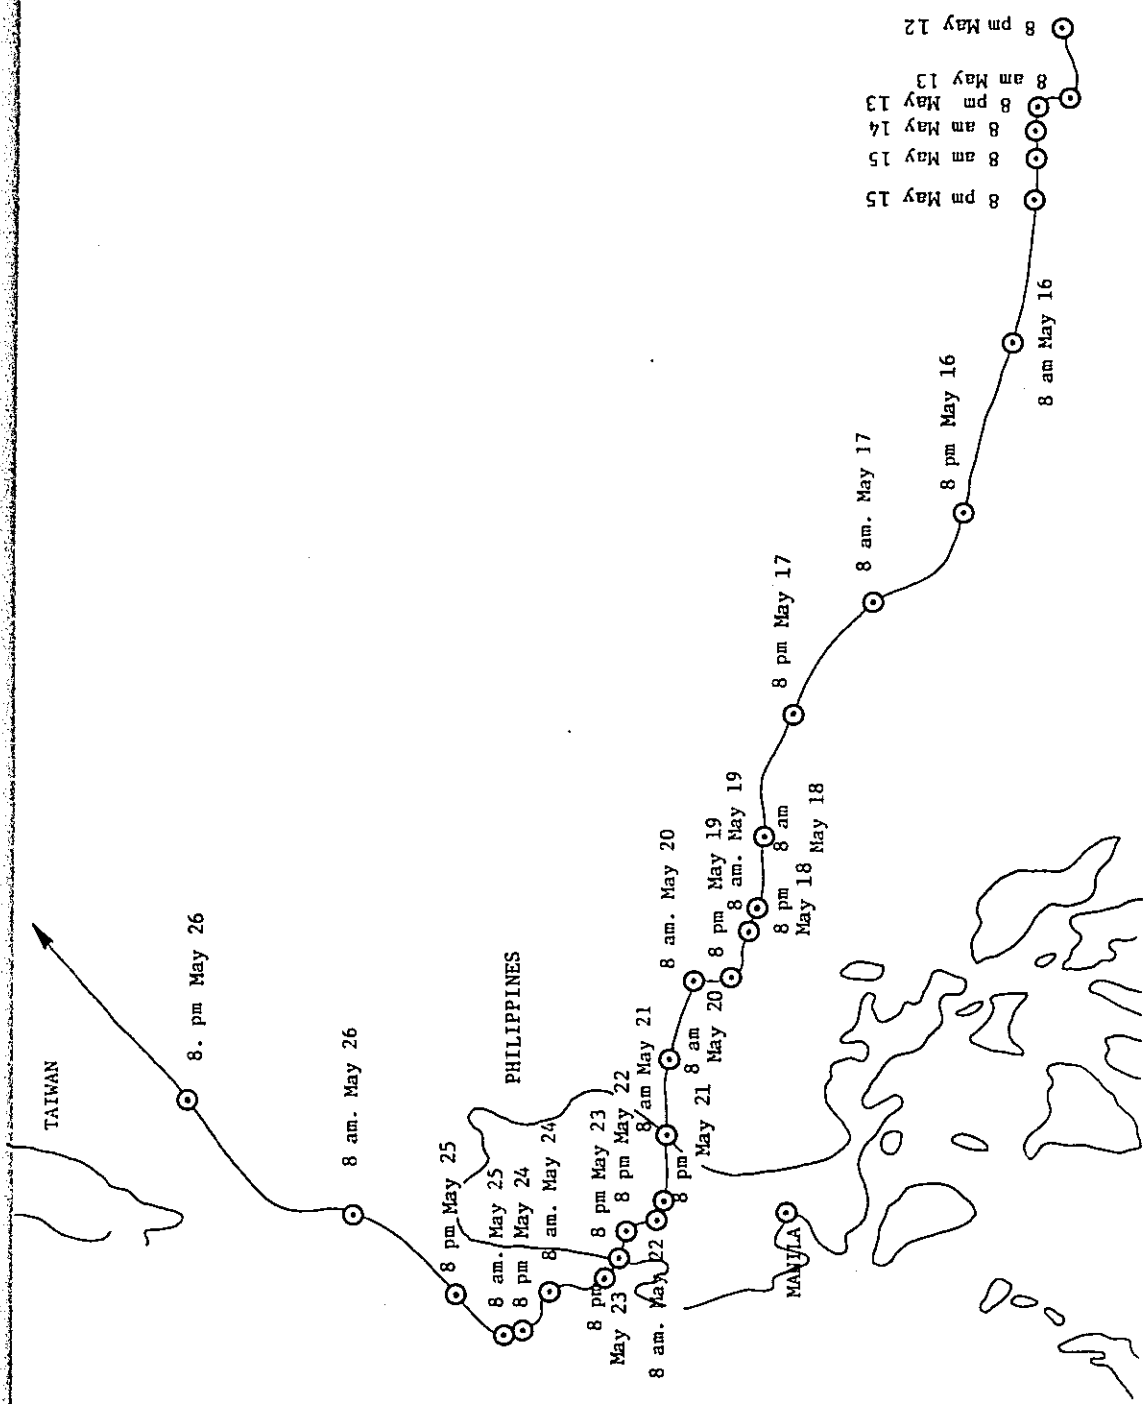 8 pm May 12
8 am May 13
8 pm May 13
8 am May 14
8 am May 15
8 pm May 15
8 am May 16
8 pm May 16
8 am. May 17
8 pm May 17
8 am
May 18
8 pm
May 18
8 am. May 19
8 pm May 19
8 am. May 20
8 am
May 20
8 am May 21
8 pm
May 21
8 pm May 22
8 am. May 22
8 pm May 23
8 pm
May 23
8 am. May 24
8 pm May 24
8 am. May 25
8 pm May 25
8 am. May 26
8. pm May 26
TAIWAN
PHILIPPINES
MANILA